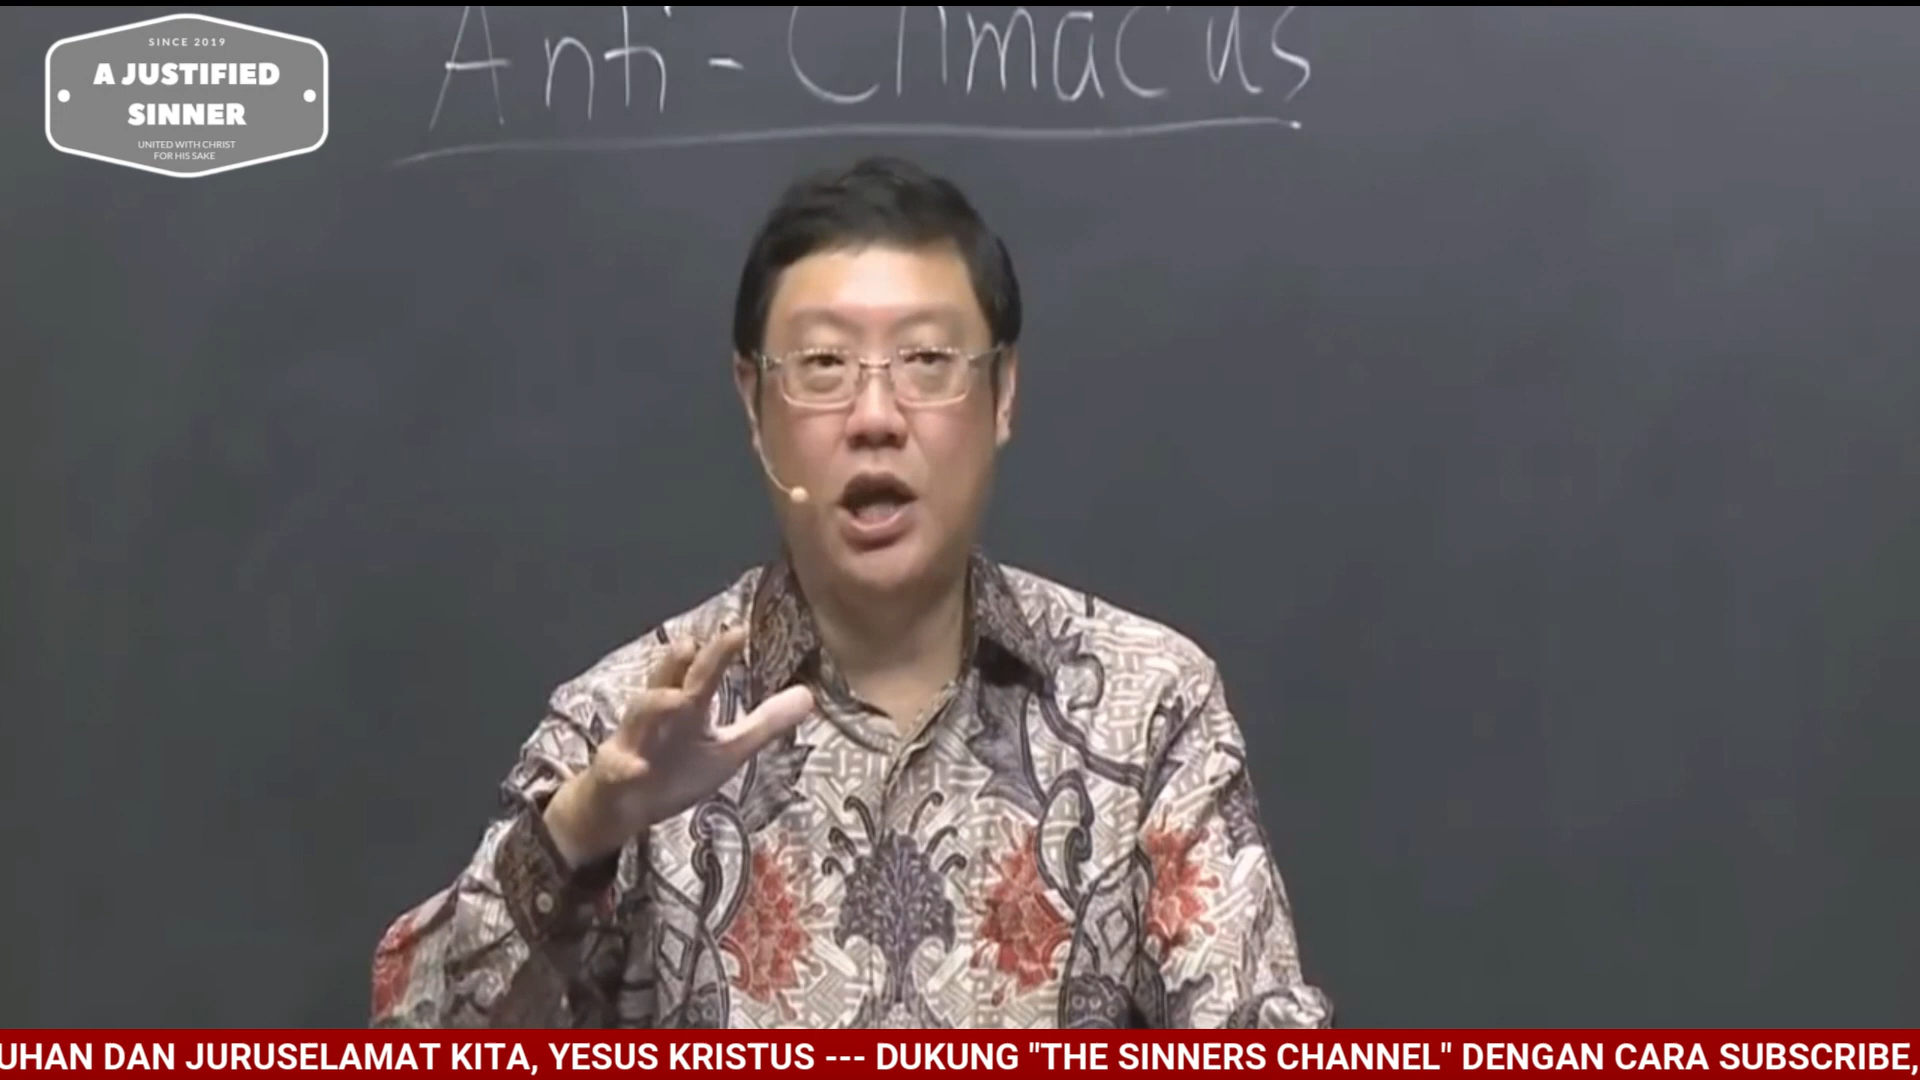 Anti-Climacus
SINCE 2019
A JUSTIFIED
SINNER
UNITED WITH CHRIST
FOR HIS SAKE
UHAN DAN JURUSELAMAT KITA, YESUS KRISTUS --- DUKUNG "THE SINNERS CHANNEL" DENGAN CARA SUBSCRIBE,